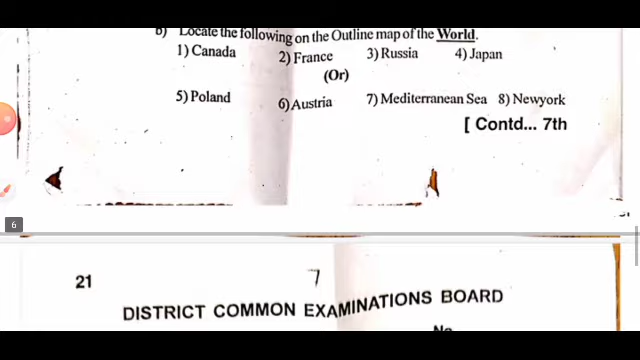 b) Locate the following on the Outline map of the World.
1) Canada 2) France 3) Russia 4) Japan
(Or)
5) Poland 6) Austria 7) Mediterranean Sea 8) Newyork
[ Contd... 7th
6
21 7
DISTRICT COMMON EXAMINATIONS BOARD
No.